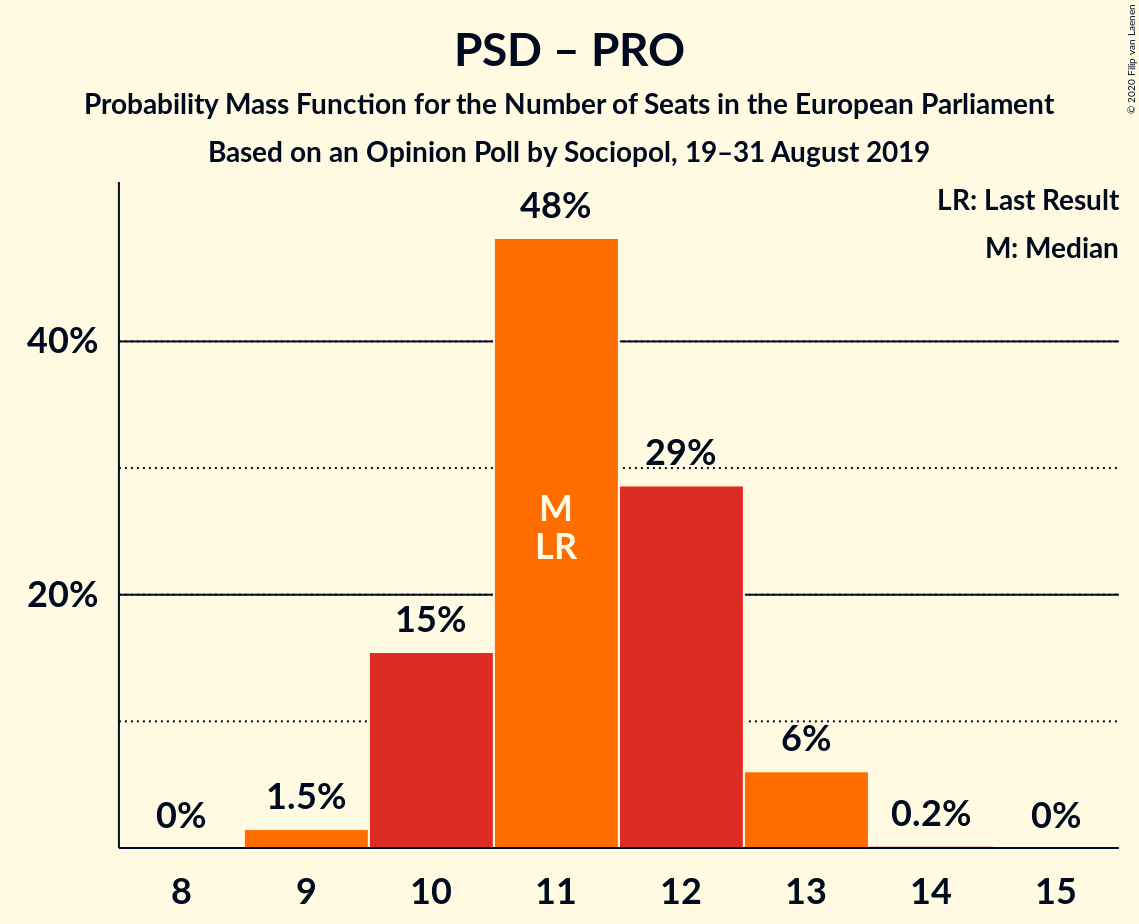 PSD – PRO
Probability Mass Function for the Number of Seats in the European Parliament
Based on an Opinion Poll by Sociopol, 19–31 August 2019
© 2020 Filip van Laenen
LR: Last Result
M: Median
48%
40%
29%
M
LR
20%
15%
6%
1.5%
0%
0.2%
0%
8 9 10 11 12 13 14 15